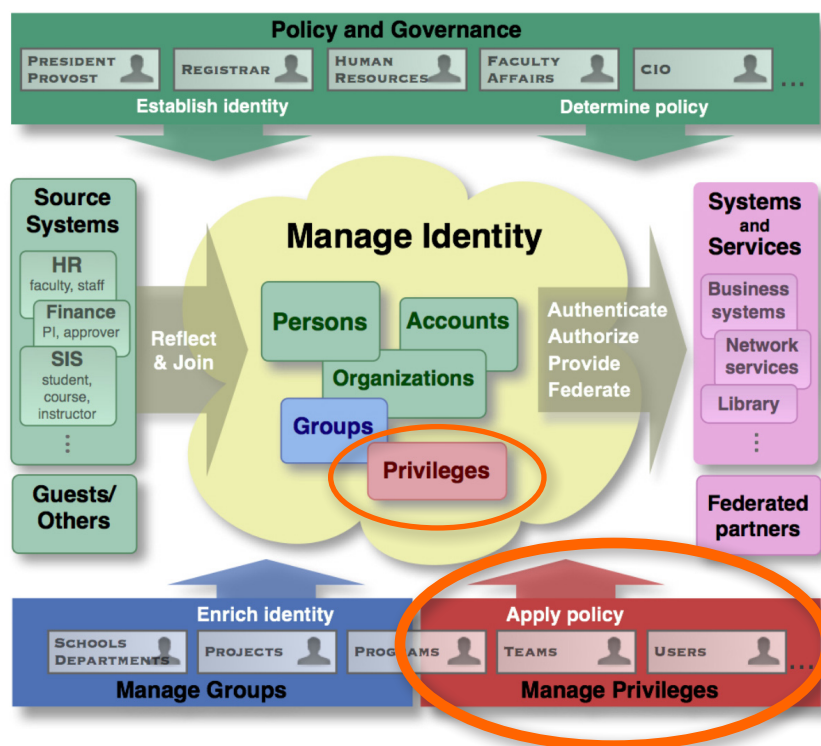 Policy and Governance
PRESIDENT
PROVOST
REGISTRAR
HUMAN
RESOURCES
FACULTY
AFFAIRS
CIO
...
Establish identity
Determine policy
Source
Systems
HR
faculty, staff
Finance
PI, approver
SIS
student,
course,
instructor
⋮
Guests/
Others
Reflect
& Join
Manage Identity
Persons
Accounts
Organizations
Groups
Privileges
Authenticate
Authorize
Provide
Federate
Systems
and
Services
Business
systems
Network
services
Library
⋮
Federated
partners
Enrich identity
Apply policy
SCHOOLS
DEPARTMENTS
PROJECTS
PROGRAMS
TEAMS
USERS
...
Manage Groups
Manage Privileges